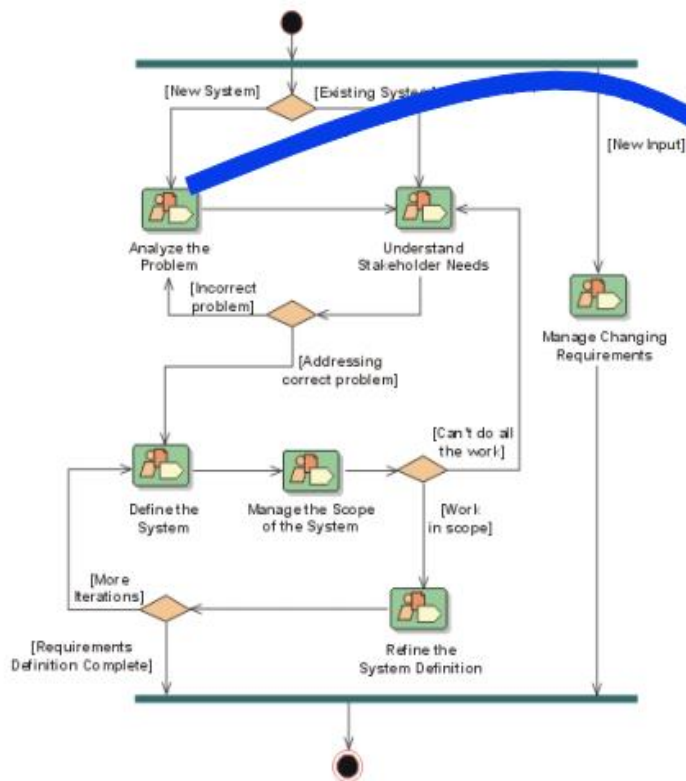 [New System]
[Existing System]
[New Input]
Analyze the
Problem
Understand
Stakeholder Needs
[Incorrect
problem]
Manage Changing
Requirements
[Addressing
correct problem]
[Can't do all
the work]
Define the
System
Manage the Scope
of the System
[Work
in scope]
[More
Iterations]
[Requirements
Definition Complete]
Refine the
System Definition